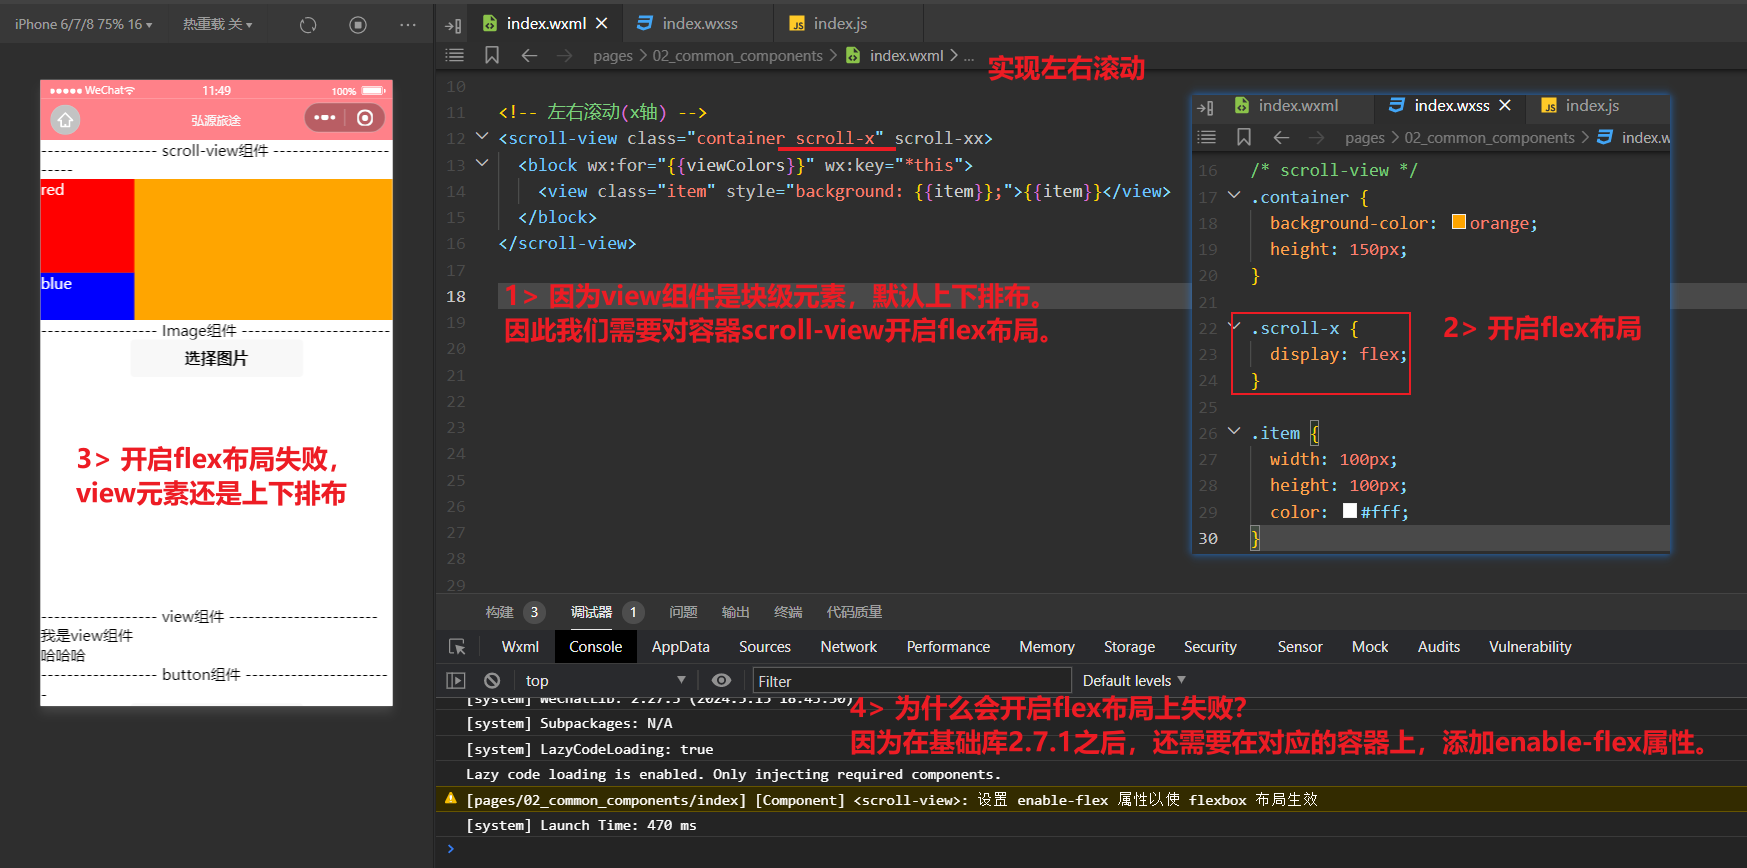 iPhone 6/7/8 75% 16
热重载 关
WeChat
11:49
100%
弘源旅途
------------------ scroll-view组件 ------------------
-----
red
blue
------------------ Image组件 -----------------------
选择图片
3> 开启flex布局失败，
view元素还是上下排布
------------------ view组件 -----------------------
我是view组件
哈哈哈
------------------ button组件 ----------------------
-
index.wxml
index.wxss
index.js
pages > 02_common_components > index.wxml > ...
实现左右滚动
10
11 <!-- 左右滚动(x轴) -->
12 <scroll-view class="container scroll-x" scroll-xx>
13 <block wx:for="{{viewColors}}" wx:key="*this">
14 <view class="item" style="background: {{item}};">{{item}}</view>
15 </block>
16 </scroll-view>
17
18
1> 因为view组件是块级元素，默认上下排布。
19
因此我们需要对容器scroll-view开启flex布局。
20
21
22
23
24
25
26
27
28
29
index.wxml
index.wxss
index.js
pages > 02_common_components > index.w
16 /* scroll-view */
17 .container {
18 background-color: orange;
19 height: 150px;
20 }
21
22 .scroll-x {
23 display: flex;
24 }
2> 开启flex布局
25
26 .item {
27 width: 100px;
28 height: 100px;
29 color: #fff;
30 }
构建 3 调试器 1 问题 输出 终端 代码质量
Wxml Console AppData Sources Network Performance Memory Storage Security Sensor Mock Audits Vulnerability
top Filter Default levels
[system] WeChatLib: 2.27.3 (2024.3.15 18:45:50)
[system] Subpackages: N/A
[system] LazyCodeLoading: true
Lazy code loading is enabled. Only injecting required components.
[pages/02_common_components/index] [Component] <scroll-view>: 设置 enable-flex 属性以使 flexbox 布局生效
[system] Launch Time: 470 ms
4> 为什么会开启flex布局上失败?
因为在基础库2.7.1之后，还需要在对应的容器上，添加enable-flex属性。